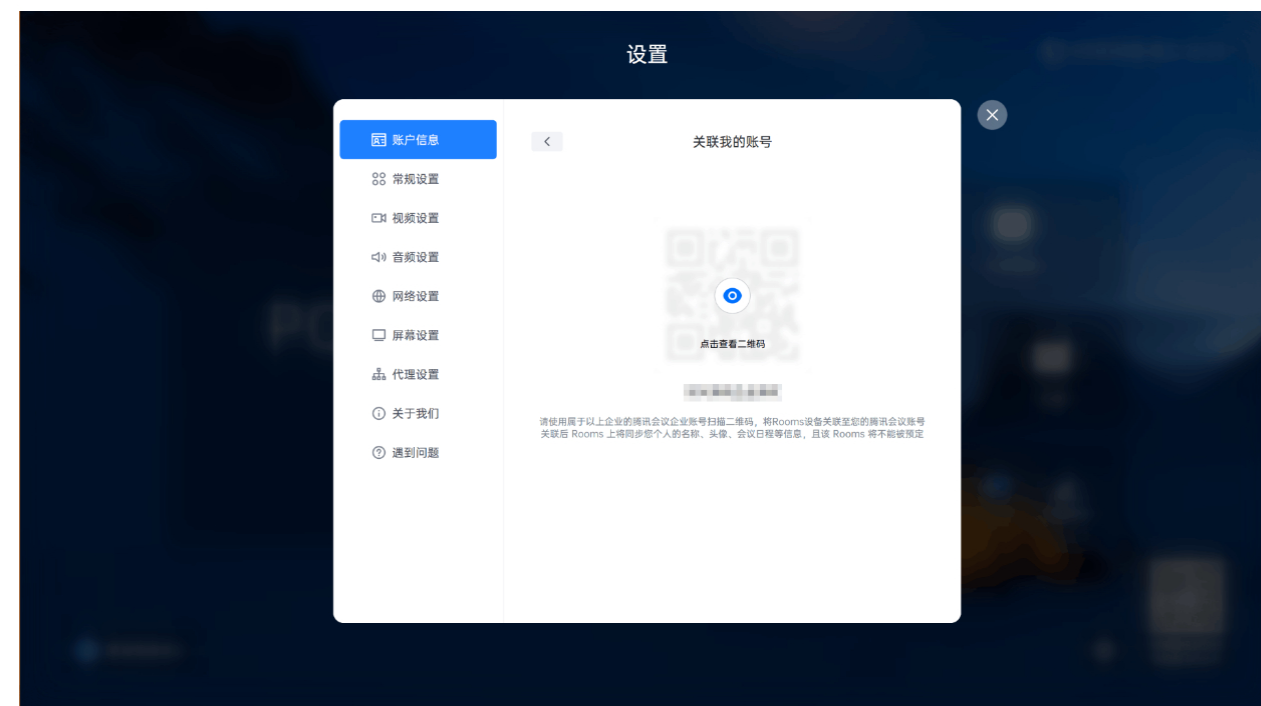 设置
账户信息
常规设置
视频设置
音频设置
网络设置
屏幕设置
代理设置
关于我们
遇到问题
关联我的账号
点击查看二维码
请使用属于以上企业的腾讯会议企业账号扫描二维码，将Rooms设备关联至您的腾讯会议账号
关联后 Rooms 上将同步您个人的名称、头像、会议日程等信息，且该 Rooms 将不能被预定